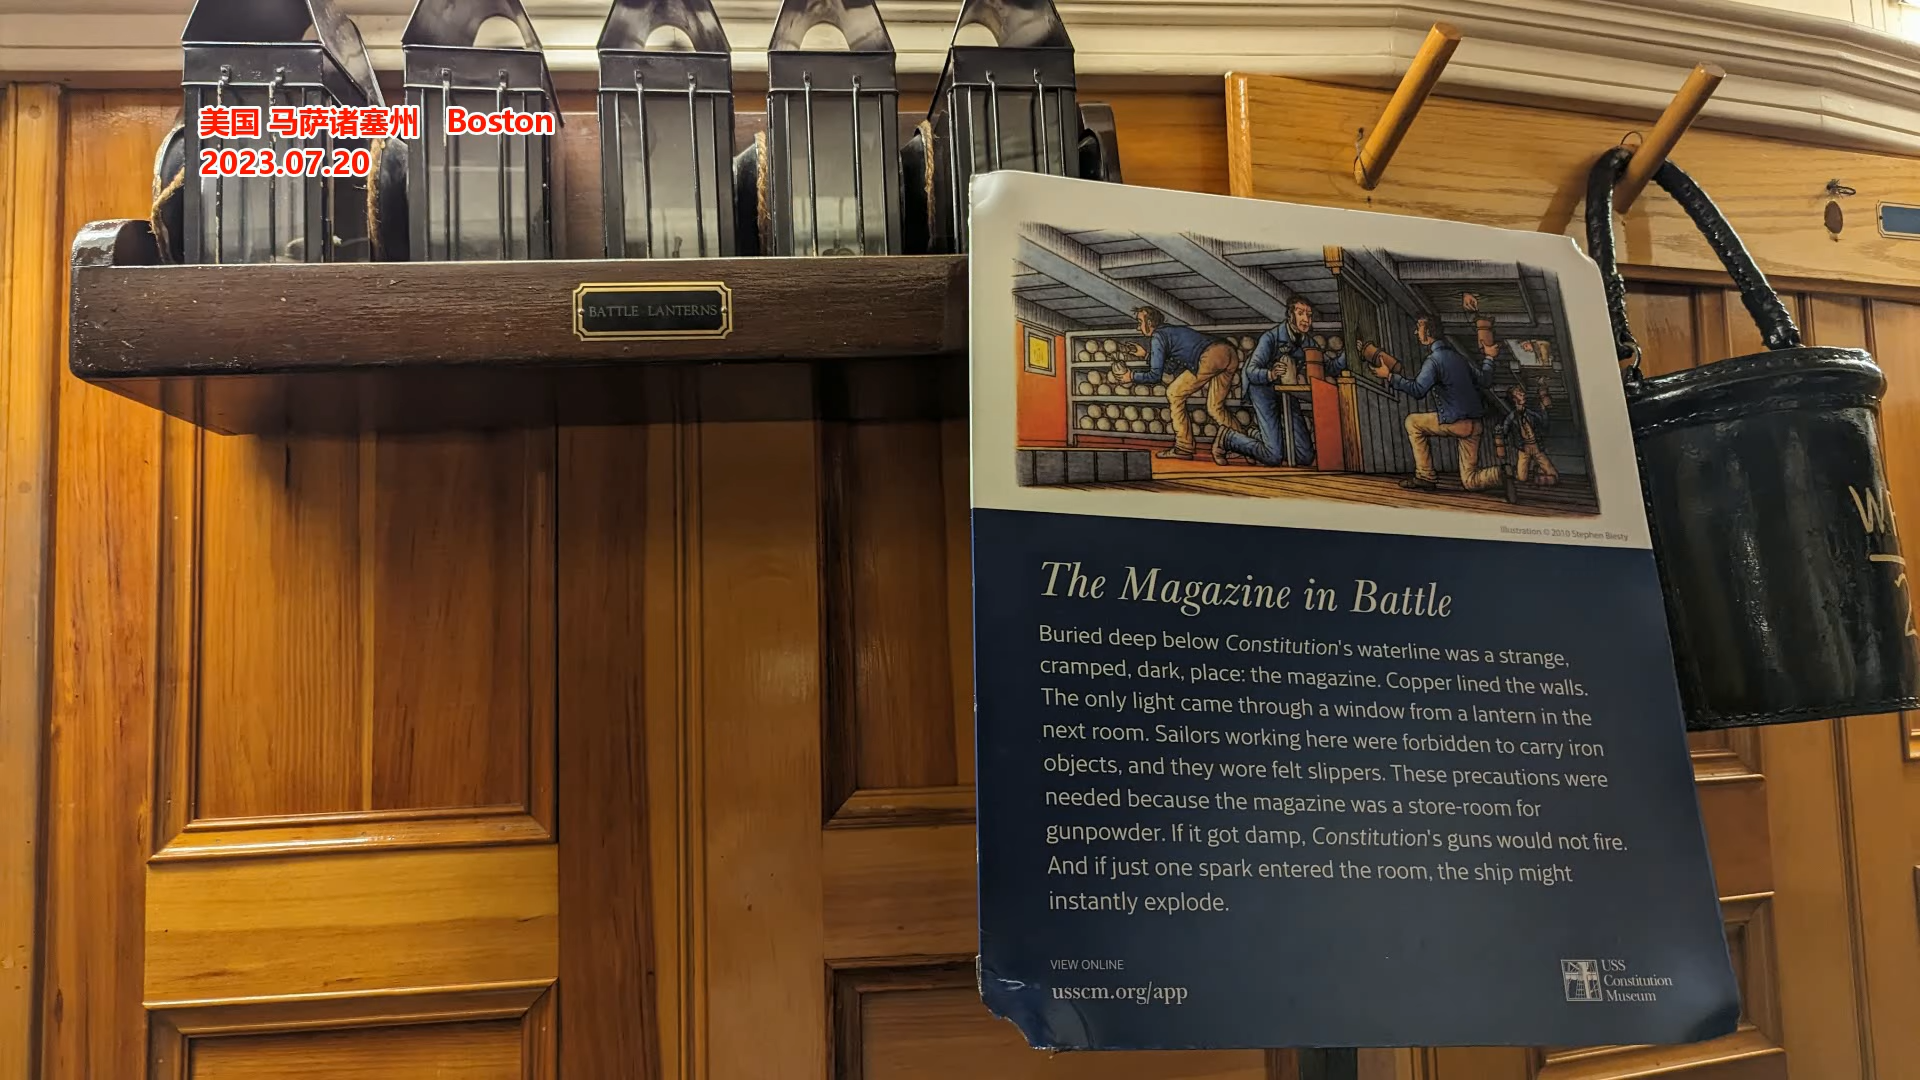 美国 马萨诸塞州 Boston
2023.07.20
BATTLE LANTERNS
Illustration © 2010 Stephen Biesty
The Magazine in Battle
Buried deep below Constitution's waterline was a strange,
cramped, dark, place: the magazine. Copper lined the walls.
The only light came through a window from a lantern in the
next room. Sailors working here were forbidden to carry iron
objects, and they wore felt slippers. These precautions were
needed because the magazine was a store-room for
gunpowder. If it got damp, Constitution's guns would not fire.
And if just one spark entered the room, the ship might
instantly explode.
VIEW ONLINE
usscm.org/app
USS
Constitution
Museum